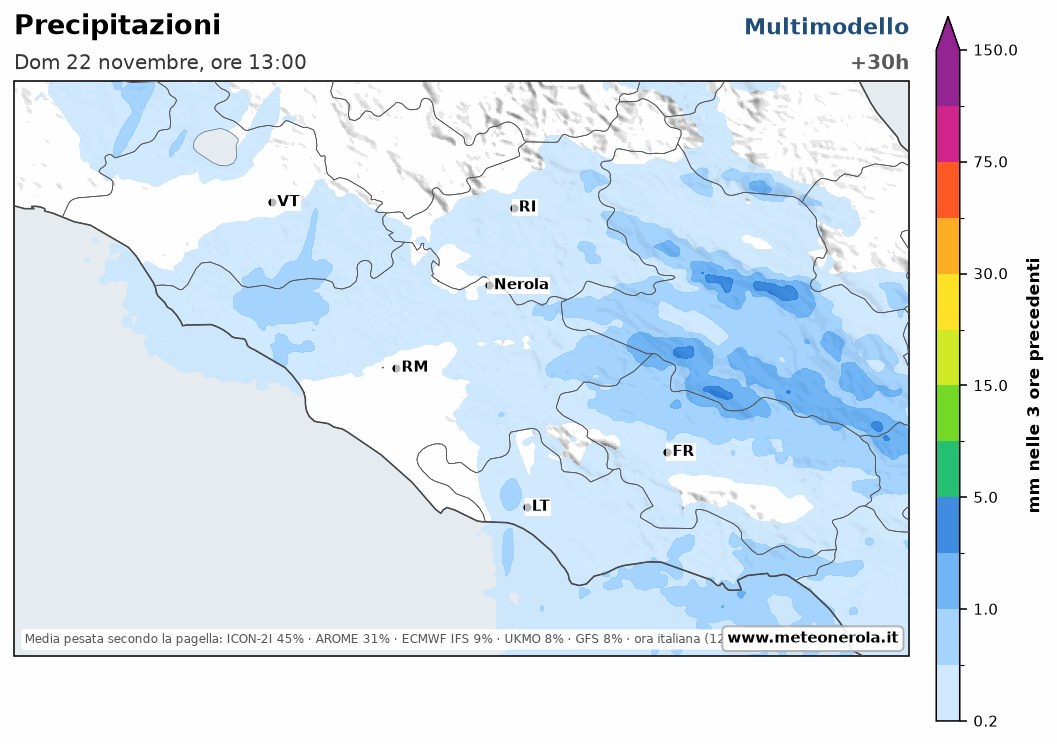 Precipitazioni
Multimodello
Dom 22 novembre, ore 13:00
+30h
150.0
75.0
30.0
15.0
5.0
1.0
0.2
mm nelle 3 ore precedenti
VT
RI
Nerola
RM
FR
LT
Media pesata secondo la pagella: ICON-2I 45% · AROME 31% · ECMWF IFS 9% · UKMO 8% · GFS 8% · ora italiana (12
www.meteonerola.it